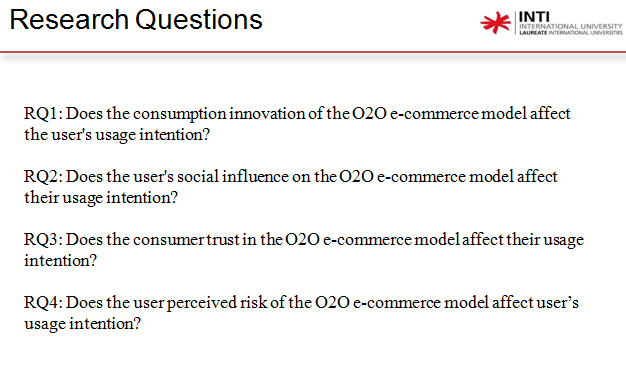 Research Questions
INTI
INTERNATIONAL UNIVERSITY
LAUREATE INTERNATIONAL UNIVERSITIES
RQ1: Does the consumption innovation of the O2O e-commerce model affect
the user's usage intention?
RQ2: Does the user's social influence on the O2O e-commerce model affect
their usage intention?
RQ3: Does the consumer trust in the O2O e-commerce model affect their usage
intention?
RQ4: Does the user perceived risk of the O2O e-commerce model affect user’s
usage intention?